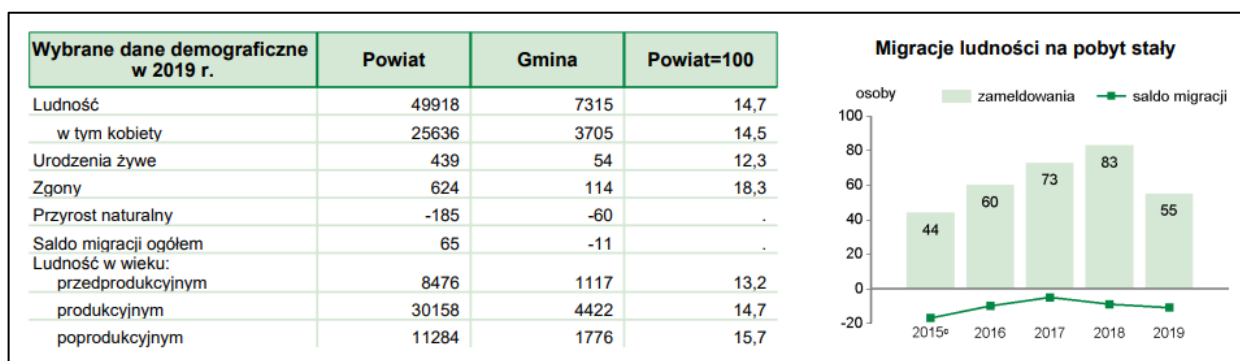 Wybrane dane demograficzne w 2019 r. Powiat Gmina Powiat=100
Ludność 49918 7315 14,7
w tym kobiety 25636 3705 14,5
Urodzenia żywe 439 54 12,3
Zgony 624 114 18,3
Przyrost naturalny -185 -60 .
Saldo migracji ogółem 65 -11 .
Ludność w wieku:
przedprodukcyjnym 8476 1117 13,2
produkcyjnym 30158 4422 14,7
poprodukcyjnym 11284 1776 15,7
Migracje ludności na pobyt stały
osoby zameldowania saldo migracji
100
80
60
40
20
0
-20
44 60 73 83 55
2015ᶜ 2016 2017 2018 2019